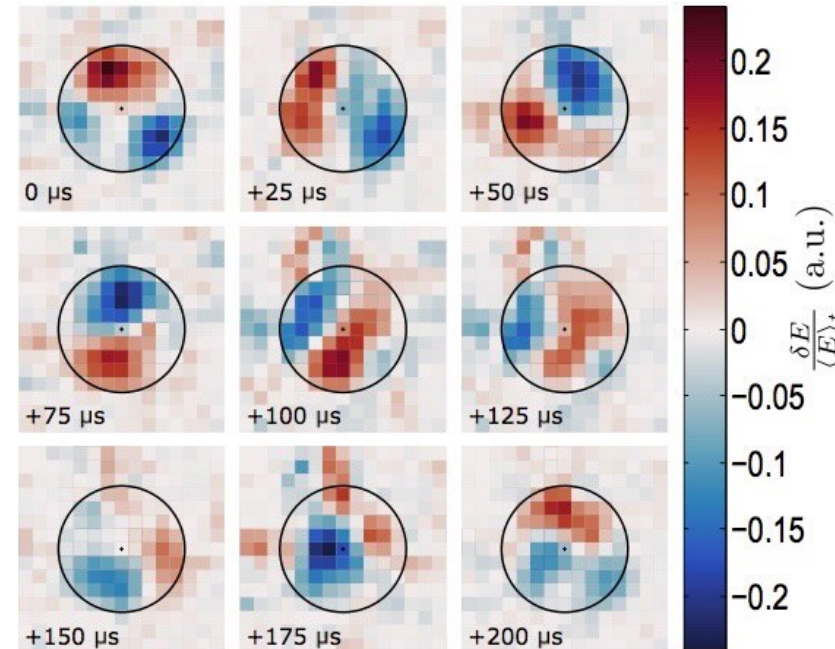 0 µs
+25 µs
+50 µs
+75 µs
+100 µs
+125 µs
+150 µs
+175 µs
+200 µs
0.2
0.15
0.1
0.05
0
−0.05
−0.1
−0.15
−0.2
δE/⟨E⟩t (a.u.)